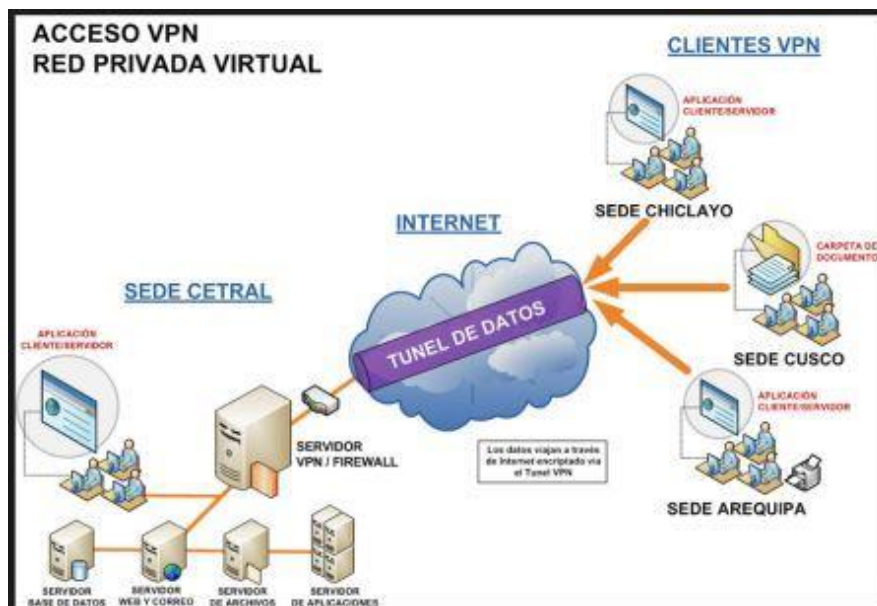 ACCESO VPN
RED PRIVADA VIRTUAL
CLIENTES VPN
APLICACIÓN
CLIENTE/SERVIDOR
SEDE CHICLAYO
INTERNET
CARPETA DE
DOCUMENTO
SEDE CUSCO
SEDE CETRAL
APLICACIÓN
CLIENTE/SERVIDOR
TUNEL DE DATOS
SERVIDOR
VPN / FIREWALL
Los datos viajan a través
de Internet encriptado via
el Tunel VPN
APLICACIÓN
CLIENTE/SERVIDOR
SEDE AREQUIPA
SERVIDOR
BASE DE DATOS
SERVIDOR
WEB Y CORREO
SERVIDOR
DE ARCHIVOS
SERVIDOR
DE APLICACIONES